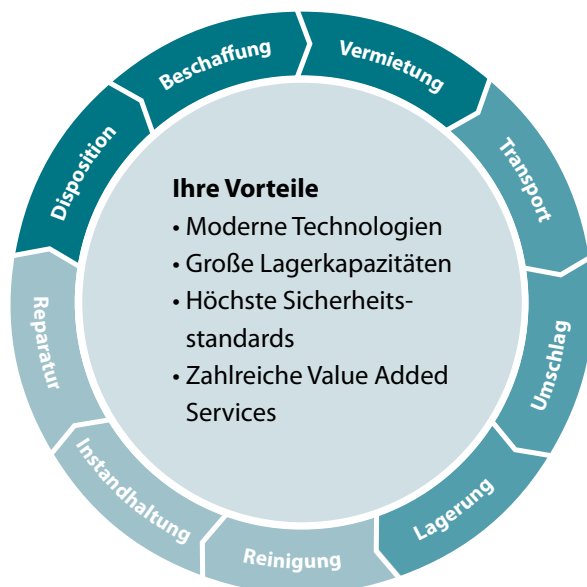 Beschaffung
Vermietung
Transport
Umschlag
Lagerung
Reinigung
Instandhaltung
Reparatur
Disposition
Ihre Vorteile
• Moderne Technologien
• Große Lagerkapazitäten
• Höchste Sicherheits-
standards
• Zahlreiche Value Added
Services